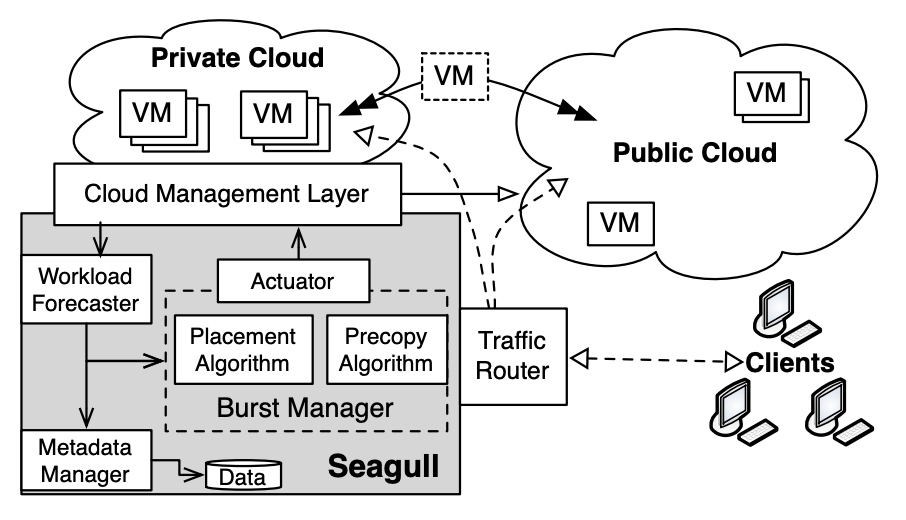 Private Cloud
VM
VM
VM
VM
Public Cloud
VM
Cloud Management Layer
Workload
Forecaster
Actuator
Placement
Algorithm
Precopy
Algorithm
Burst Manager
Traffic
Router
Clients
Metadata
Manager
Data
Seagull